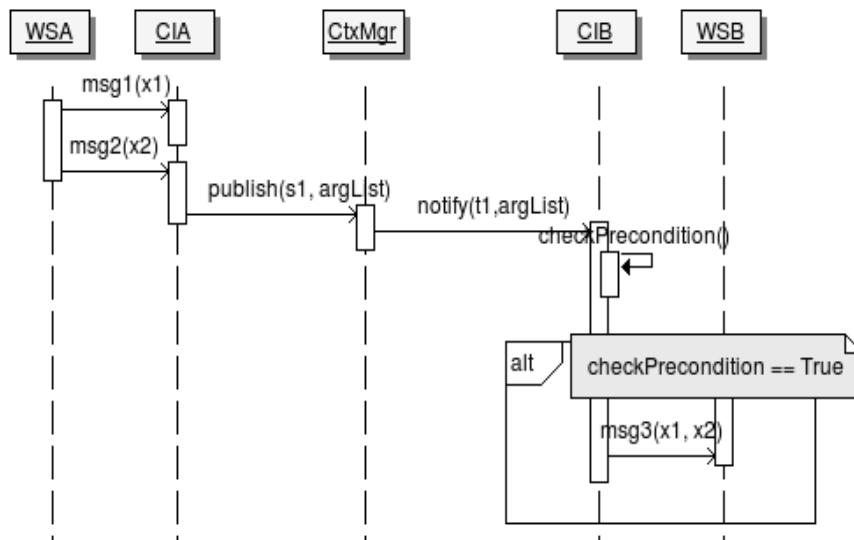 WSA
CIA
CtxMgr
CIB
WSB
msg1(x1)
msg2(x2)
publish(s1, argList)
notify(t1,argList)
checkPrecondition()
alt
checkPrecondition == True
msg3(x1, x2)